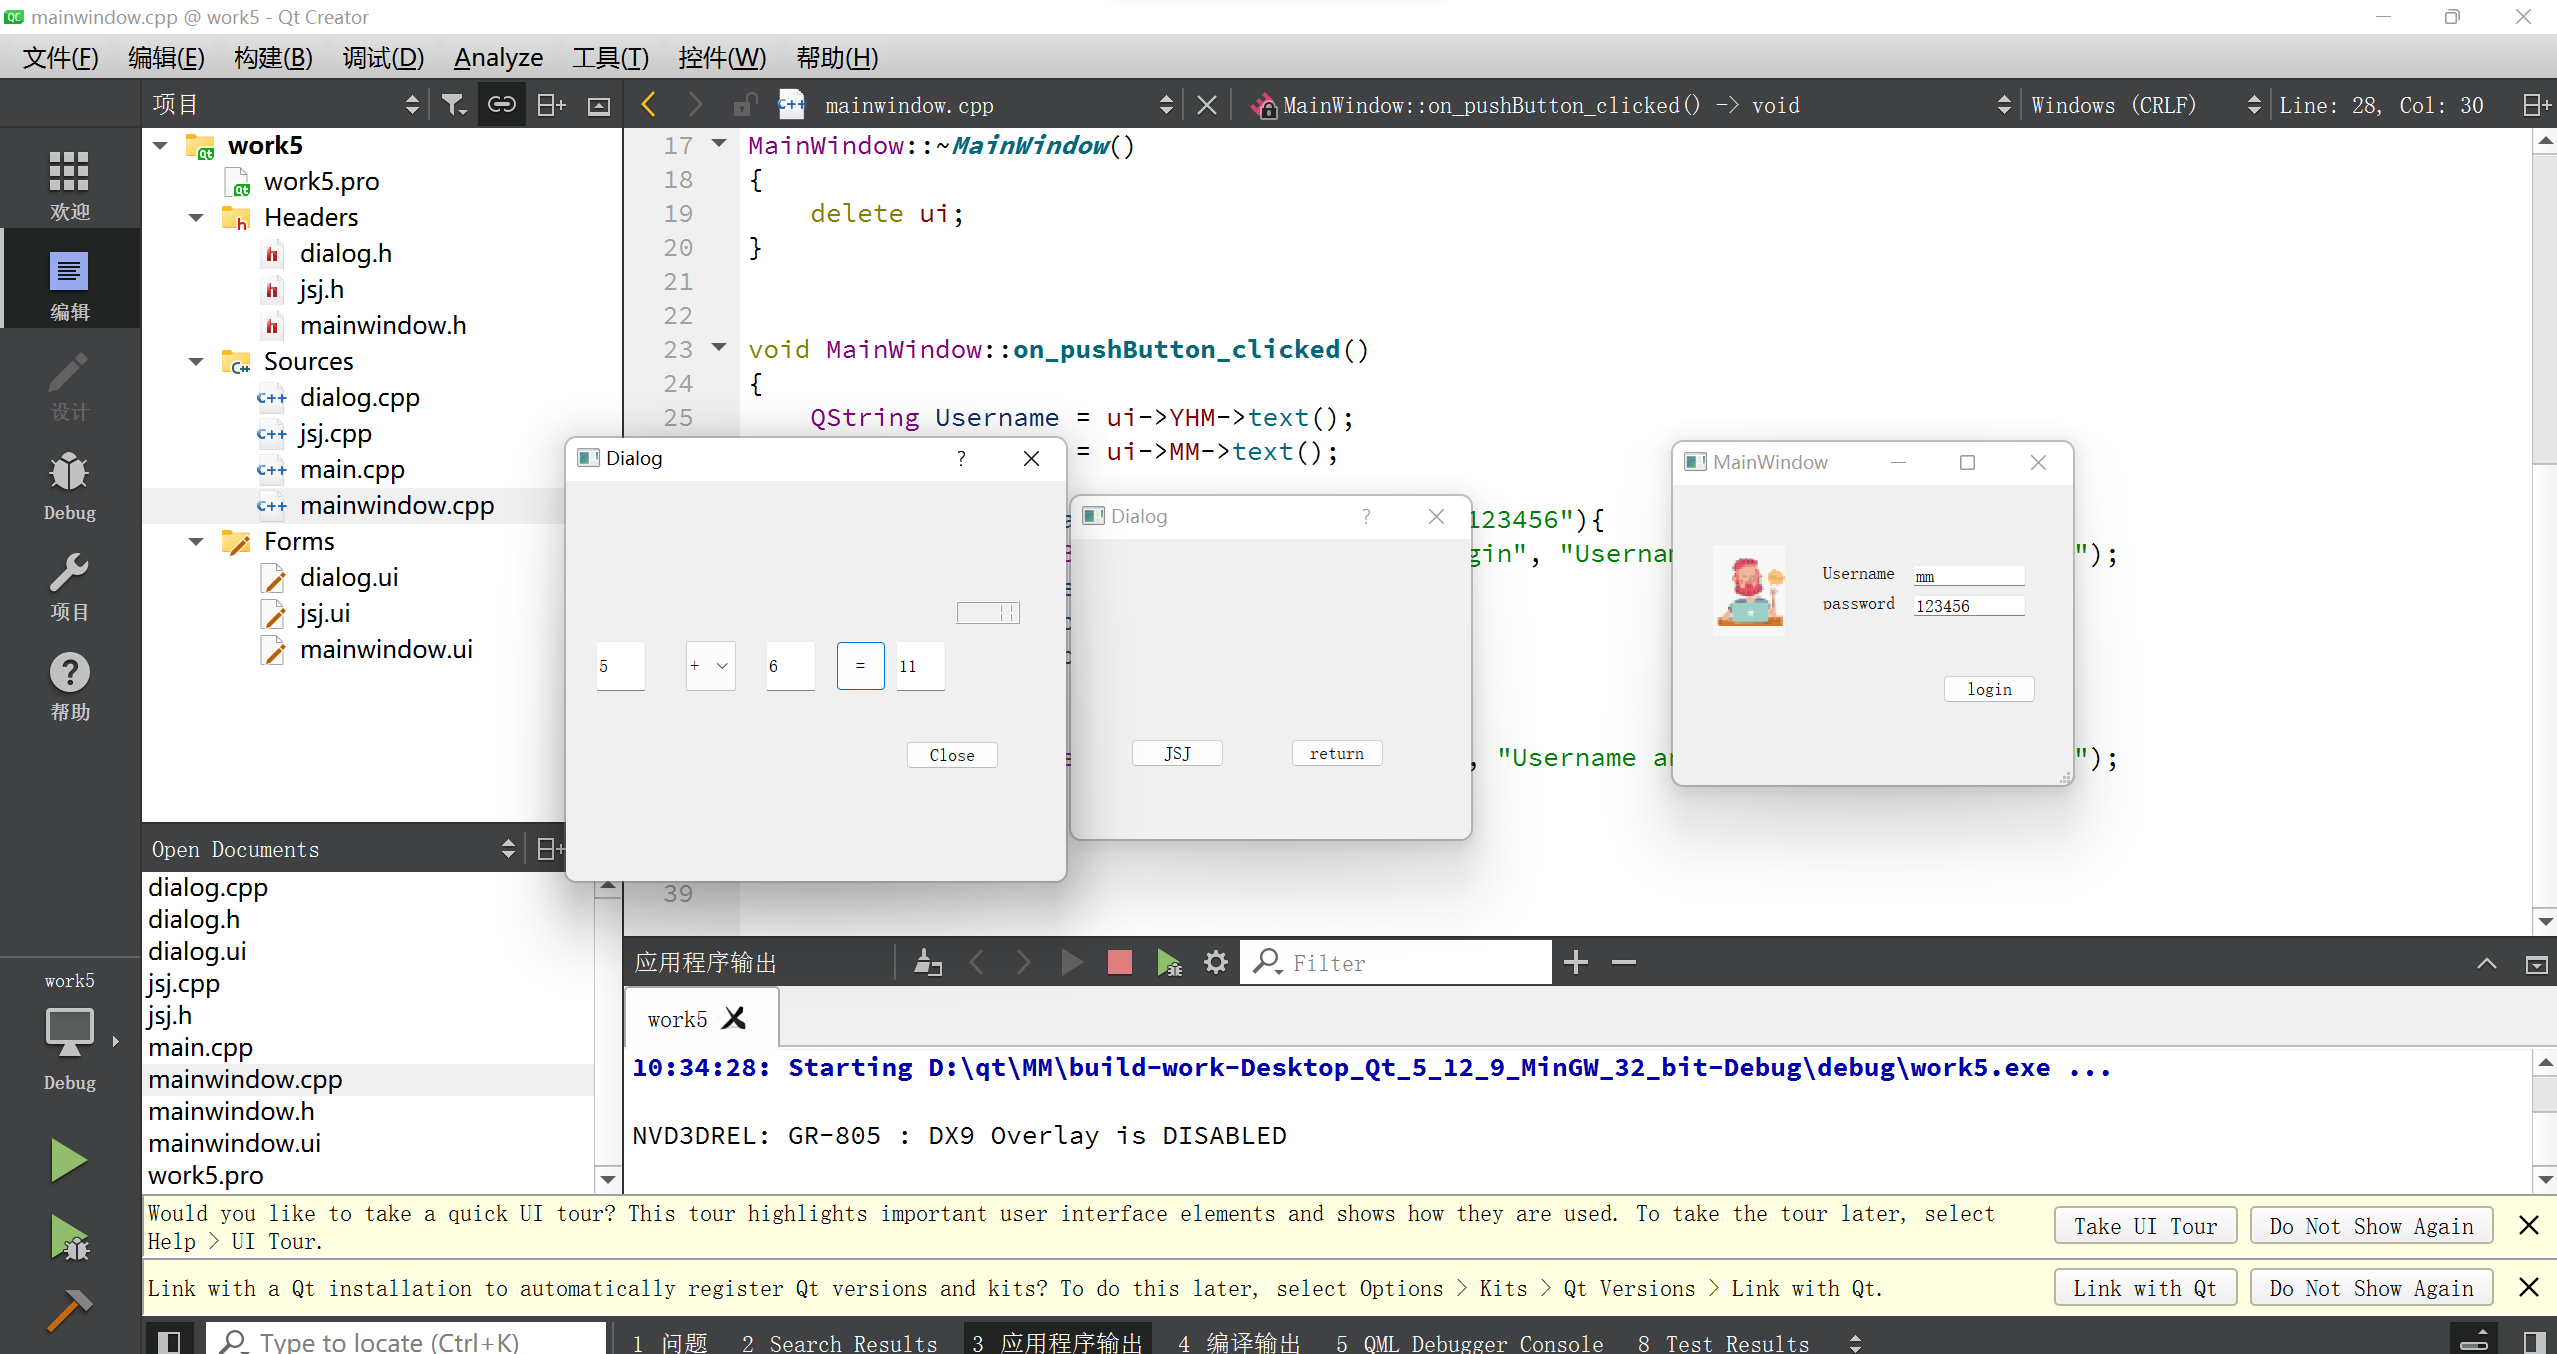 mainwindow.cpp @ work5 - Qt Creator
文件(F) 编辑(E) 构建(B) 调试(D) Analyze 工具(T) 控件(W) 帮助(H)
项目 mainwindow.cpp MainWindow::on_pushButton_clicked() -> void Windows (CRLF) Line: 28, Col: 30
欢迎
编辑
设计
Debug
项目
帮助
work5
Debug
work5
work5.pro
Headers
dialog.h
jsj.h
mainwindow.h
Sources
dialog.cpp
jsj.cpp
main.cpp
mainwindow.cpp
Forms
dialog.ui
jsj.ui
mainwindow.ui
Open Documents
dialog.cpp
dialog.h
dialog.ui
jsj.cpp
jsj.h
main.cpp
mainwindow.cpp
mainwindow.h
mainwindow.ui
work5.pro
17 MainWindow::~MainWindow()
18 {
19 delete ui;
20 }
21
22
23 void MainWindow::on_pushButton_clicked()
24 {
25 QString Username = ui->YHM->text();
= ui->MM->text();
123456"){
gin", "Usernam ");
, "Username a ");
39
Dialog ?
5 + 6 = 11
Close
Dialog ?
JSJ return
MainWindow
Username mm
password 123456
login
应用程序输出 Filter
work5
10:34:28: Starting D:\qt\MM\build-work-Desktop_Qt_5_12_9_MinGW_32_bit-Debug\debug\work5.exe ...
NVD3DREL: GR-805 : DX9 Overlay is DISABLED
Would you like to take a quick UI tour? This tour highlights important user interface elements and shows how they are used. To take the tour later, select
Help > UI Tour.
Take UI Tour Do Not Show Again
Link with a Qt installation to automatically register Qt versions and kits? To do this later, select Options > Kits > Qt Versions > Link with Qt.
Link with Qt Do Not Show Again
Type to locate (Ctrl+K) 1 问题 2 Search Results 3 应用程序输出 4 编译输出 5 QML Debugger Console 8 Test Results